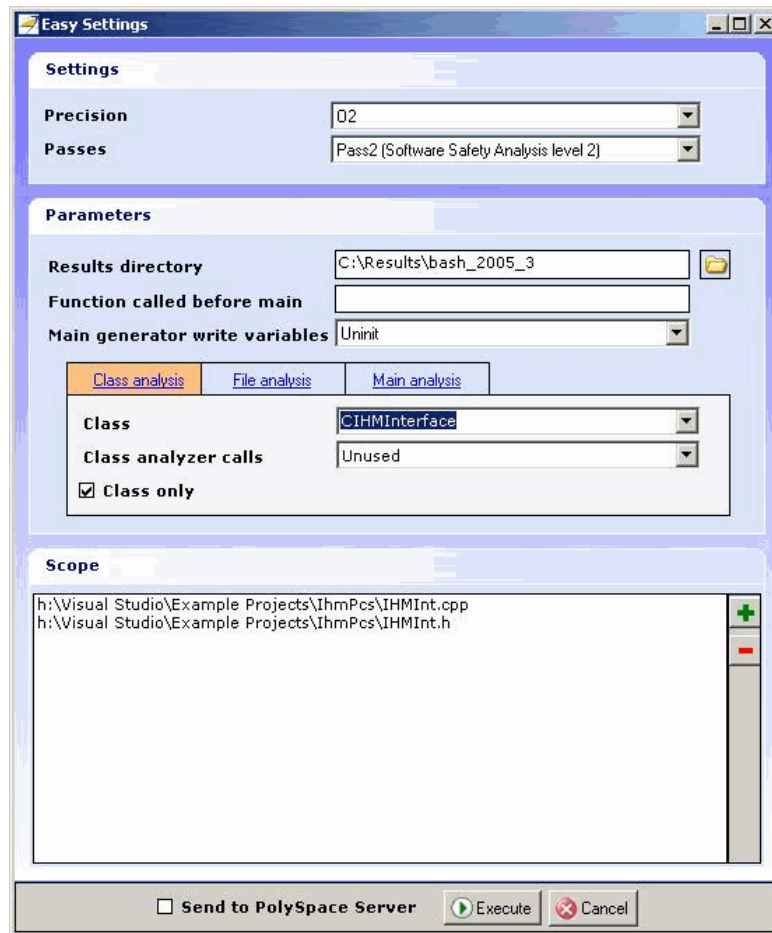 Easy Settings
Settings
Precision
O2
Passes
Pass2 (Software Safety Analysis level 2)
Parameters
Results directory
C:\Results\bash_2005_3
Function called before main
Main generator write variables
Uninit
Class analysis
File analysis
Main analysis
Class
CIHMInterface
Class analyzer calls
Unused
Class only
Scope
h:\Visual Studio\Example Projects\IhmPcs\IHMInt.cpp
h:\Visual Studio\Example Projects\IhmPcs\IHMInt.h
Send to PolySpace Server
Execute
Cancel